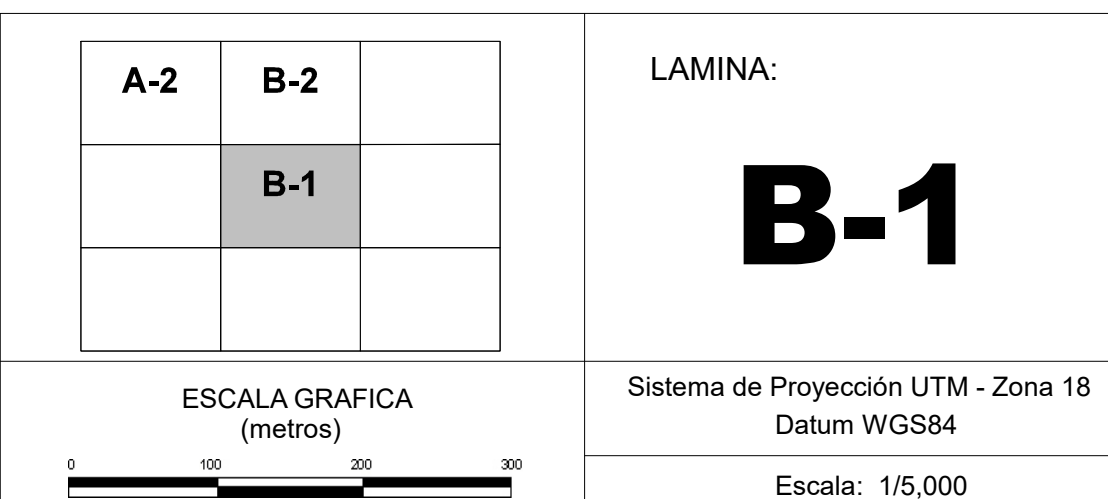 A-2 B-2
B-1
LAMINA:
B-1
ESCALA GRAFICA
(metros)
0 100 200 300
Sistema de Proyección UTM - Zona 18
Datum WGS84
Escala: 1/5,000